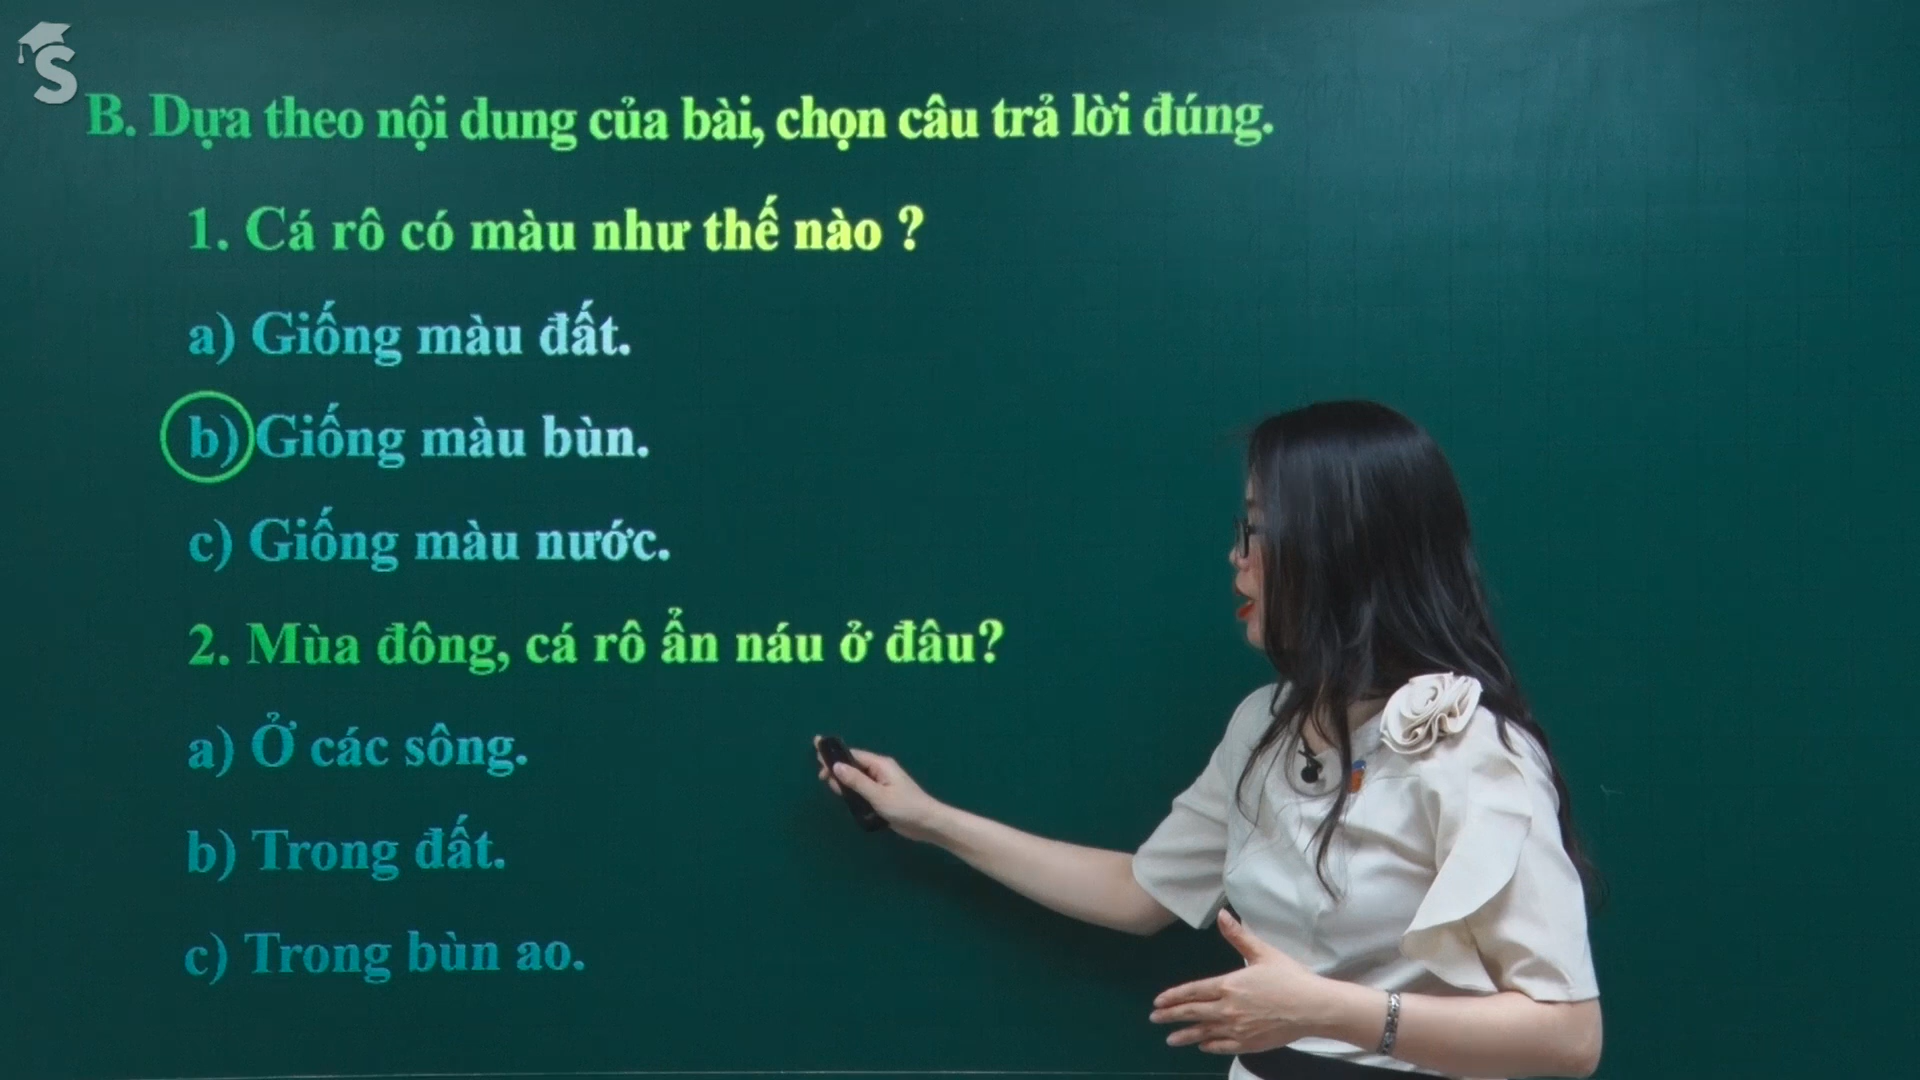 S
B. Dựa theo nội dung của bài, chọn câu trả lời đúng.
1. Cá rô có màu như thế nào ?
a) Giống màu đất.
b) Giống màu bùn.
c) Giống màu nước.
2. Mùa đông, cá rô ẩn náu ở đâu?
a) Ở các sông.
b) Trong đất.
c) Trong bùn ao.